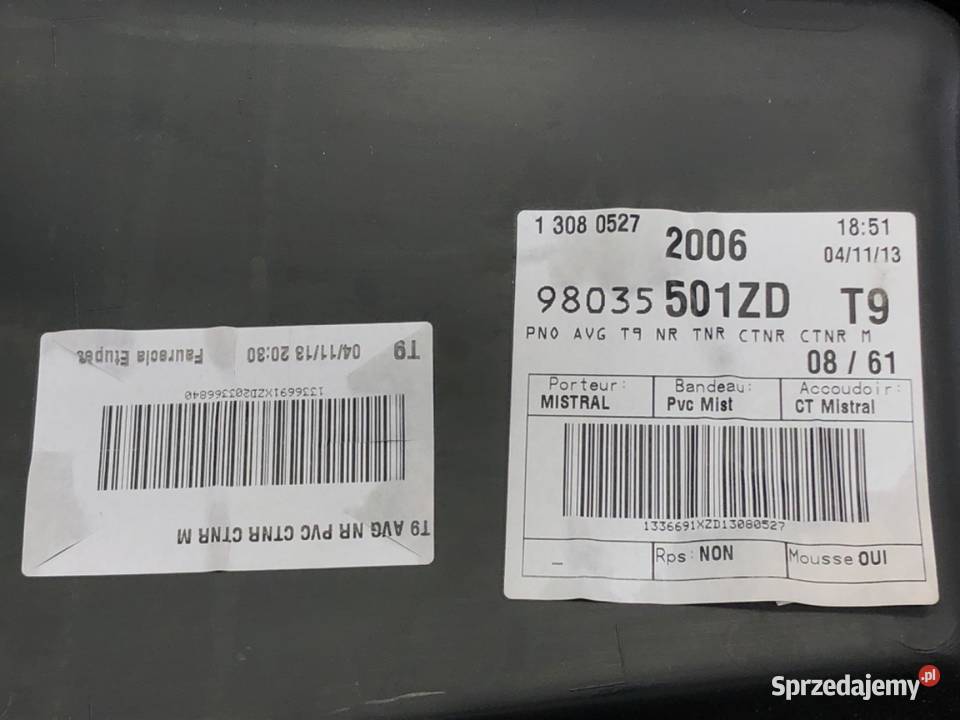 1 308 0527
2006
18:51
04/11/13
98035 501ZD T9
PNO AVG T9 NR TNR CTNR CTNR M
08 / 61
Porteur: Bandeau: Accoudoir:
MISTRAL Pvc Mist CT Mistral
1336691XZD13080527
_ Rps: NON Mousse OUI
T9 04/11/13 20:30 Faurecia Etupes
1336691XZD203366840
T9 AVG NR PVC CTNR CTNR M
Sprzedajemy.pl